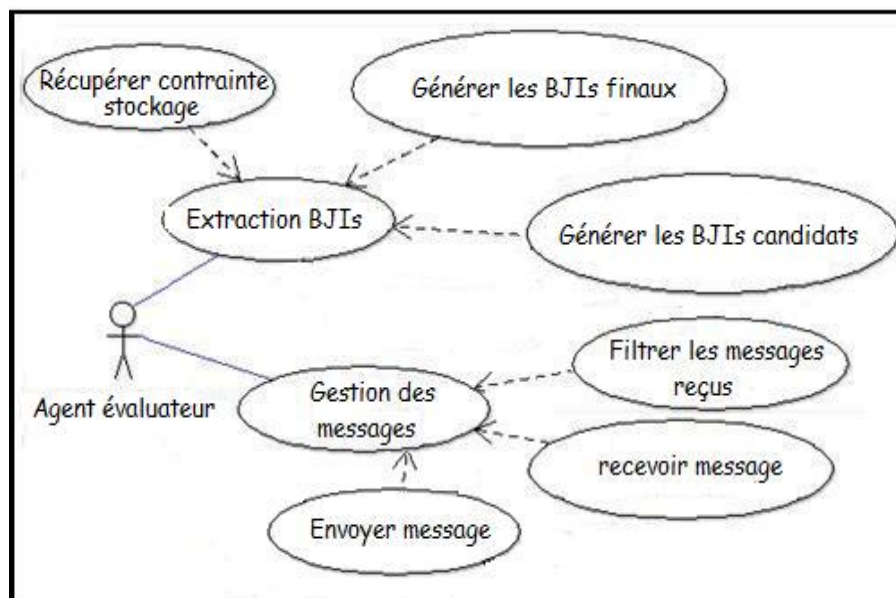 Récupérer contrainte
stockage
Générer les BJIs finaux
Extraction BJIs
Générer les BJIs candidats
Agent évaluateur
Filtrer les messages
reçus
Gestion des
messages
recevoir message
Envoyer message